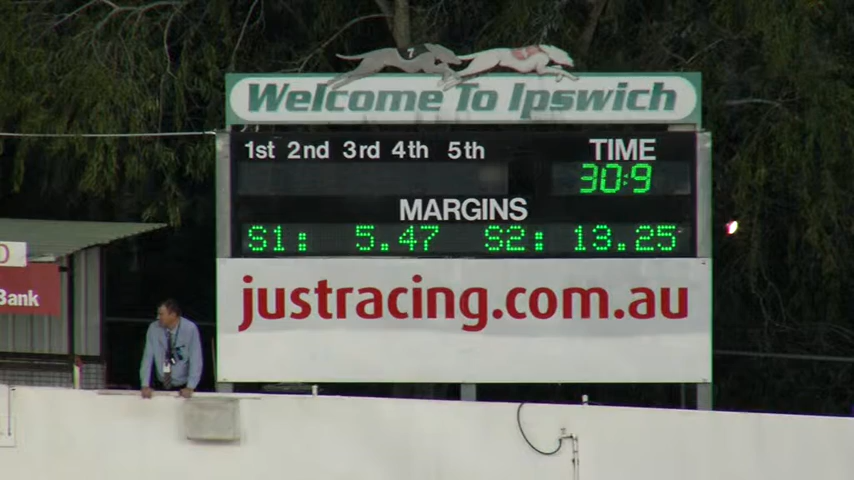 7
Welcome To Ipswich
1st 2nd 3rd 4th 5th
TIME
30:9
MARGINS
S1: 5.47 S2: 13.25
justracing.com.au
Bank